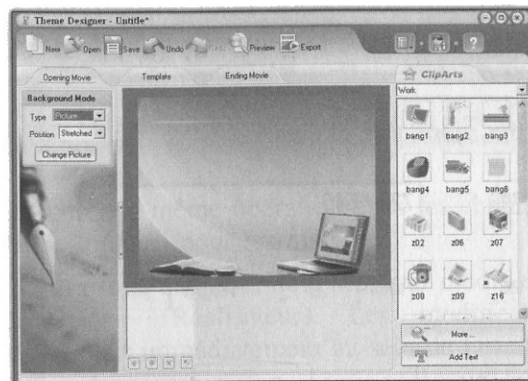 Theme Designer - Untitle*
New Open Save Undo Preview Export
Opening Movie Template Ending Movie
ClipArts
Background Mode
Type Picture
Position Stretched
Change Picture
Work
bang1 bang2 bang3
bang4 bang5 bang6
z02 z06 z07
z08 z09 z16
More...
Add Text